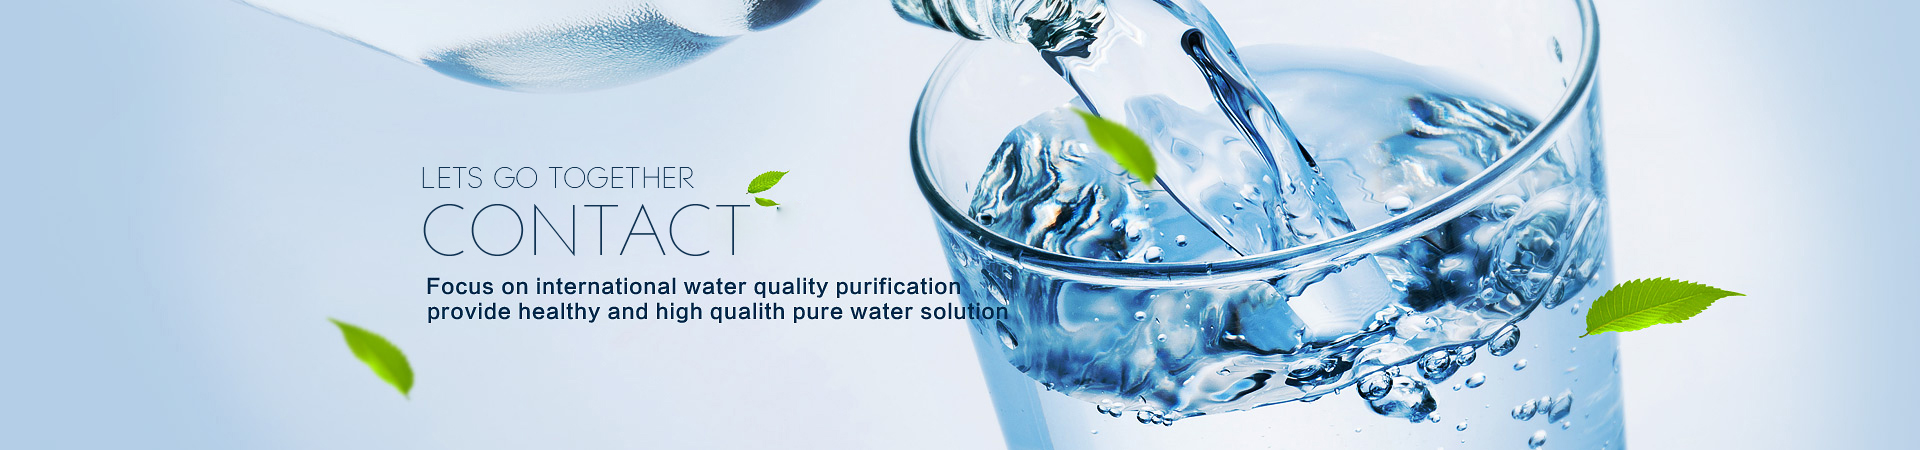 LETS GO TOGETHER
CONTACT
Focus on international water quality purification
provide healthy and high qualith pure water solution